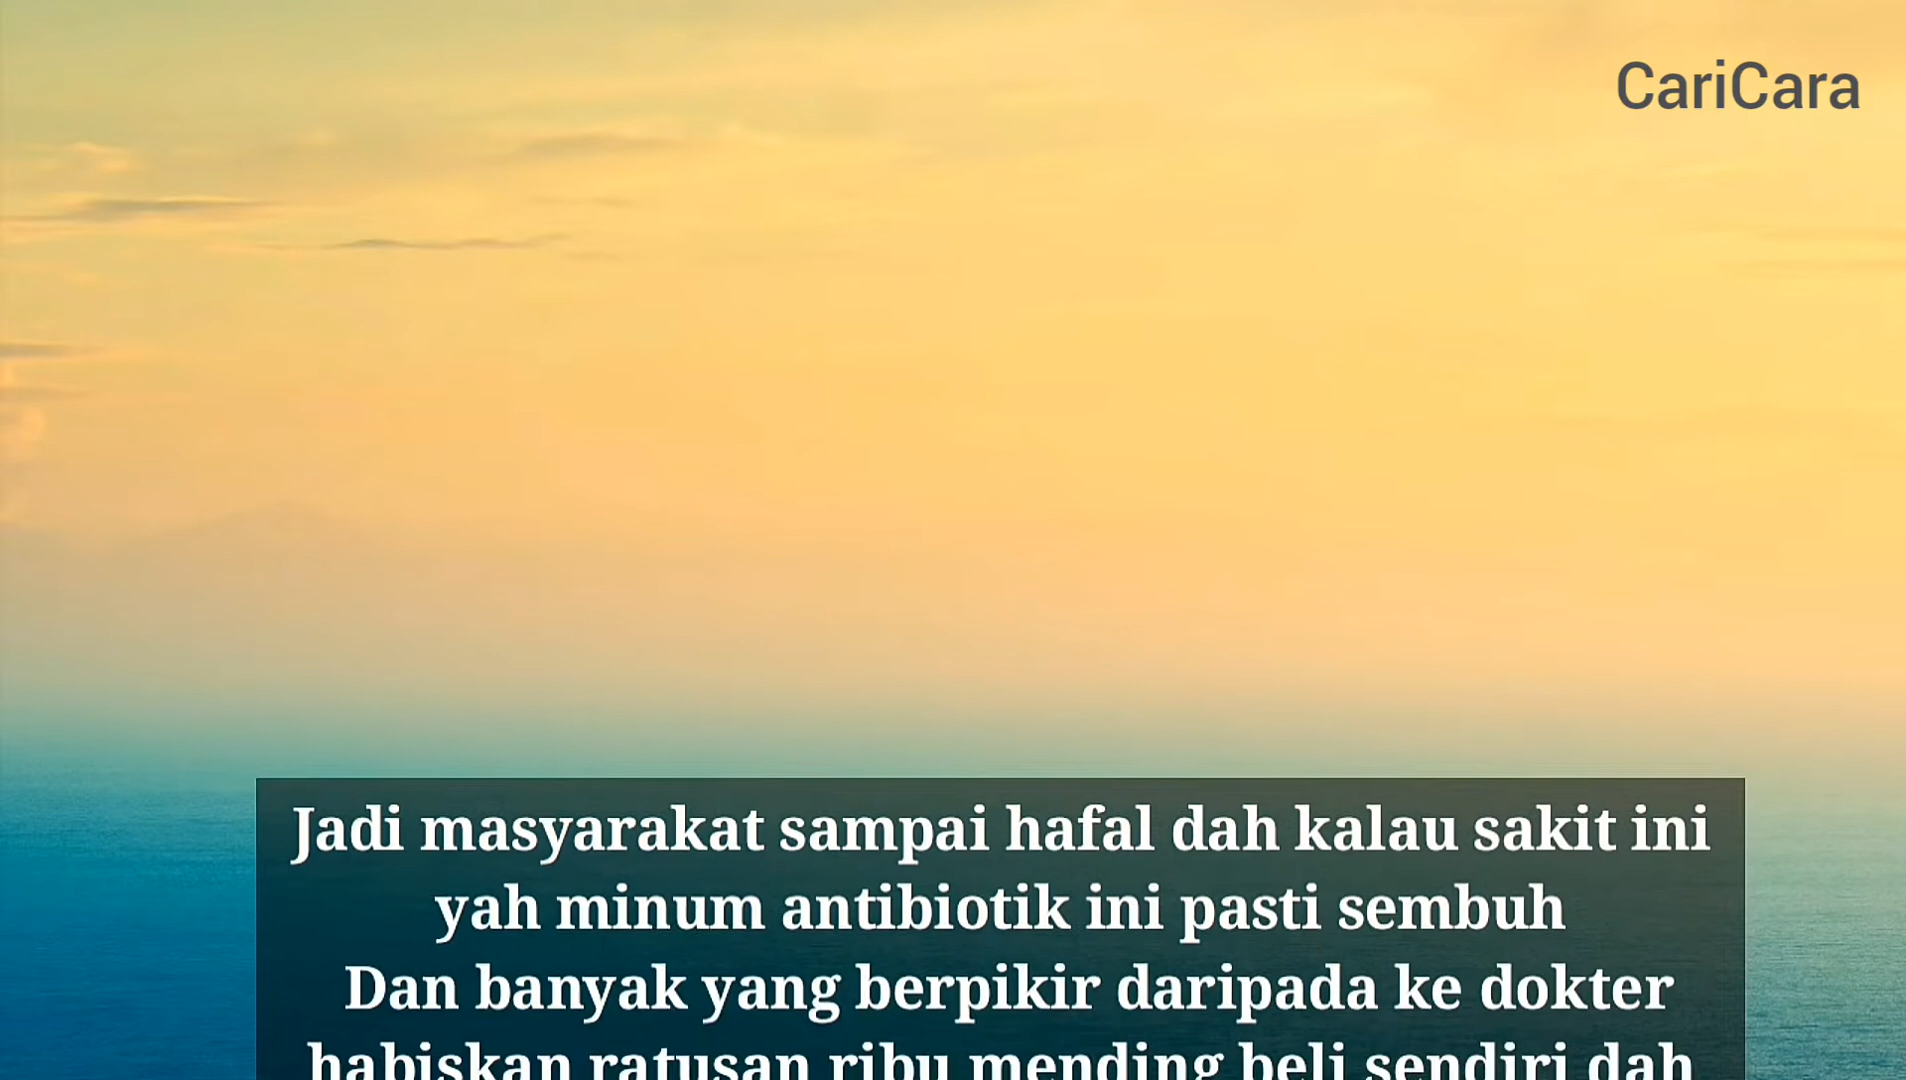 CariCara
Jadi masyarakat sampai hafal dah kalau sakit ini
yah minum antibiotik ini pasti sembuh
Dan banyak yang berpikir daripada ke dokter
habiskan ratusan ribu mending beli sendiri dah